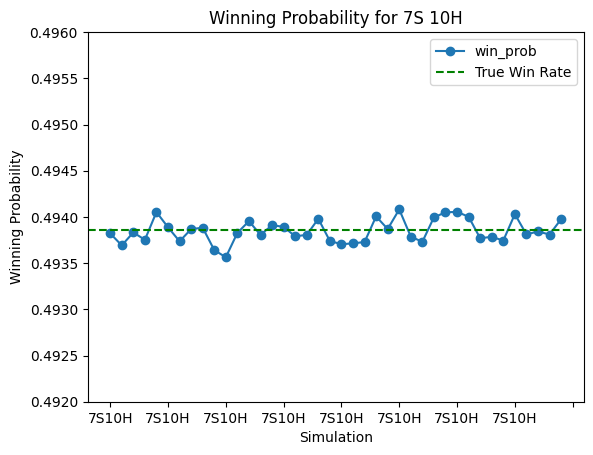 Winning Probability for 7S 10H
win_prob
True Win Rate
Winning Probability
0.4960
0.4955
0.4950
0.4945
0.4940
0.4935
0.4930
0.4925
0.4920
7S10H 7S10H 7S10H 7S10H 7S10H 7S10H 7S10H 7S10H
Simulation